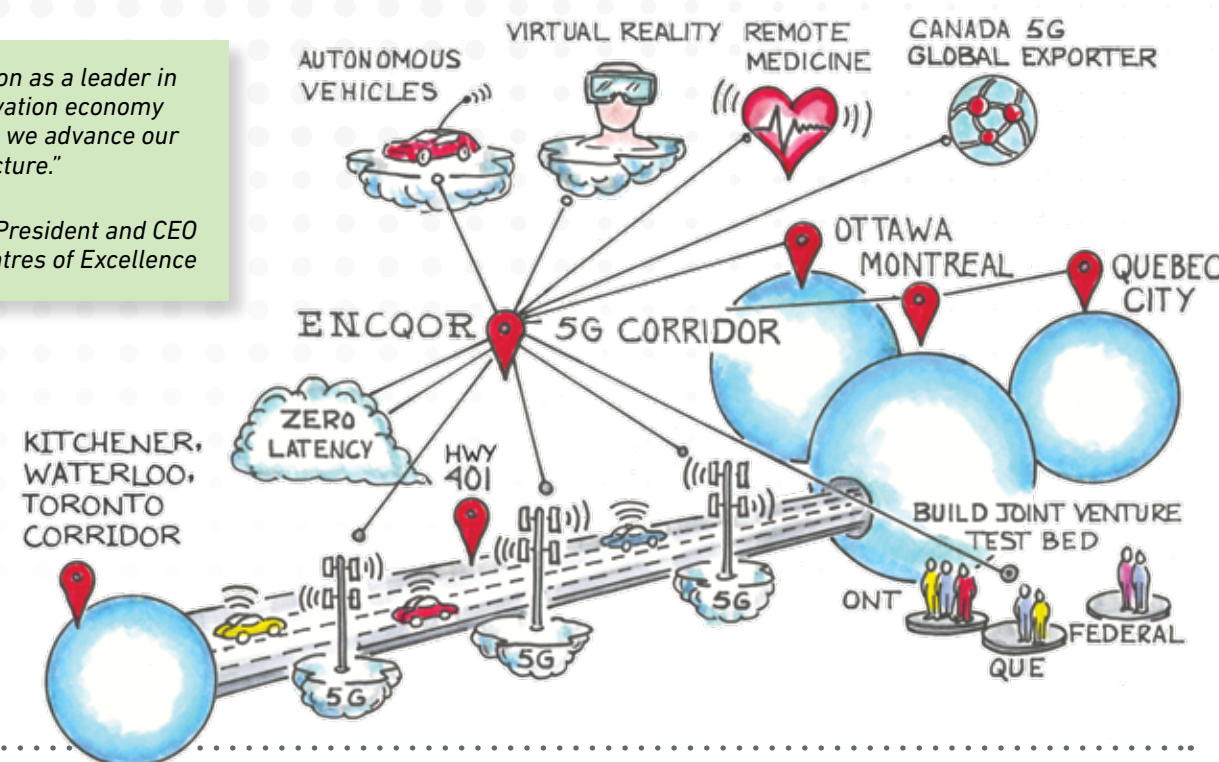 on as a leader in
vation economy
we advance our
cture.”
President and CEO
ntres of Excellence
AUTONOMOUS
VEHICLES
VIRTUAL REALITY
REMOTE
MEDICINE
CANADA 5G
GLOBAL EXPORTER
OTTAWA
MONTREAL
QUEBEC
CITY
ENCQOR 5G CORRIDOR
ZERO
LATENCY
HWY
401
KITCHENER,
WATERLOO,
TORONTO
CORRIDOR
5G
5G
5G
BUILD JOINT VENTURE
TEST BED
ONT
QUE
FEDERAL